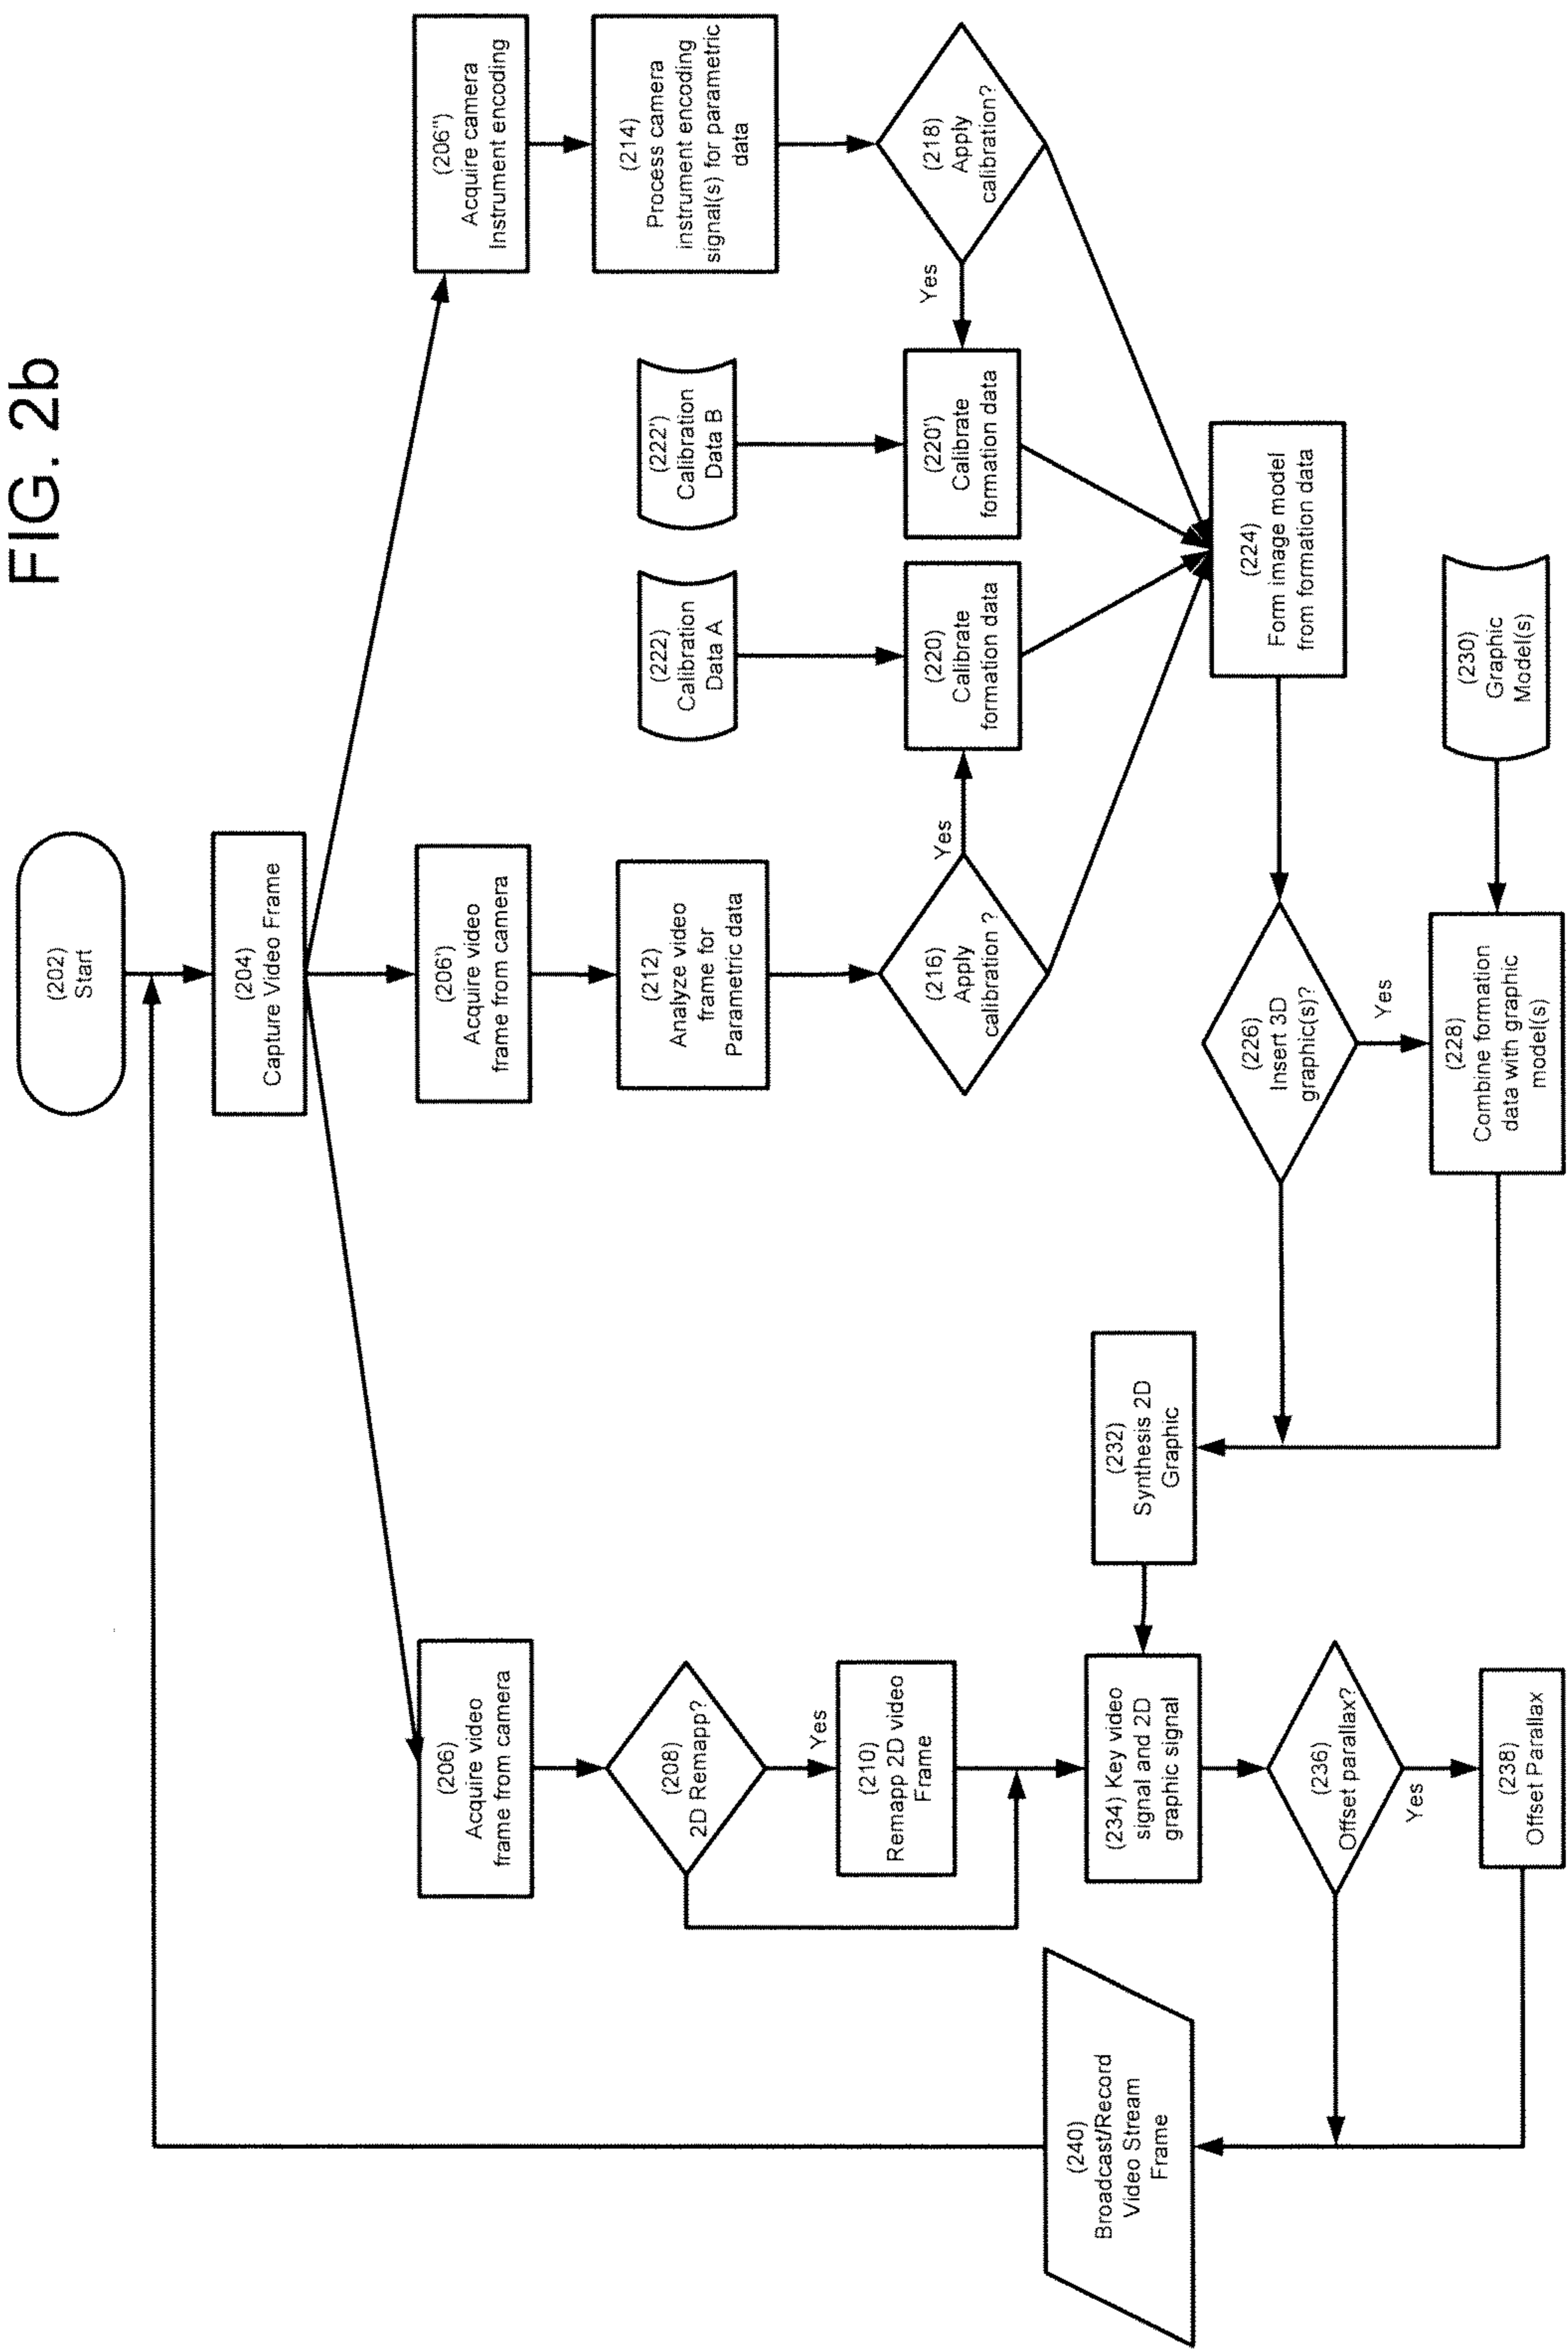 FIG. 2b
(202)
Start
(204)
Capture Video Frame
(206)
Acquire video
frame from camera
(206')
Acquire video
frame from camera
(206")
Acquire camera
Instrument encoding
(208)
2D Remapp?
Yes
(210)
Remapp 2D video
Frame
(212)
Analyze video
frame for
Parametric data
(214)
Process camera
instrument encoding
signal(s) for parametric
data
(216)
Apply
calibration ?
Yes
(218)
Apply
calibration?
Yes
(222)
Calibration
Data A
(222')
Calibration
Data B
(220)
Calibrate
formation data
(220')
Calibrate
formation data
(224)
Form image model
from formation data
(226)
Insert 3D
graphic(s)?
Yes
(228)
Combine formation
data with graphic
model(s)
(230)
Graphic
Model(s)
(232)
Synthesis 2D
Graphic
(234) Key video
signal and 2D
graphic signal
(236)
Offset parallax?
Yes
(238)
Offset Parallax
(240)
Broadcast/Record
Video Stream
Frame